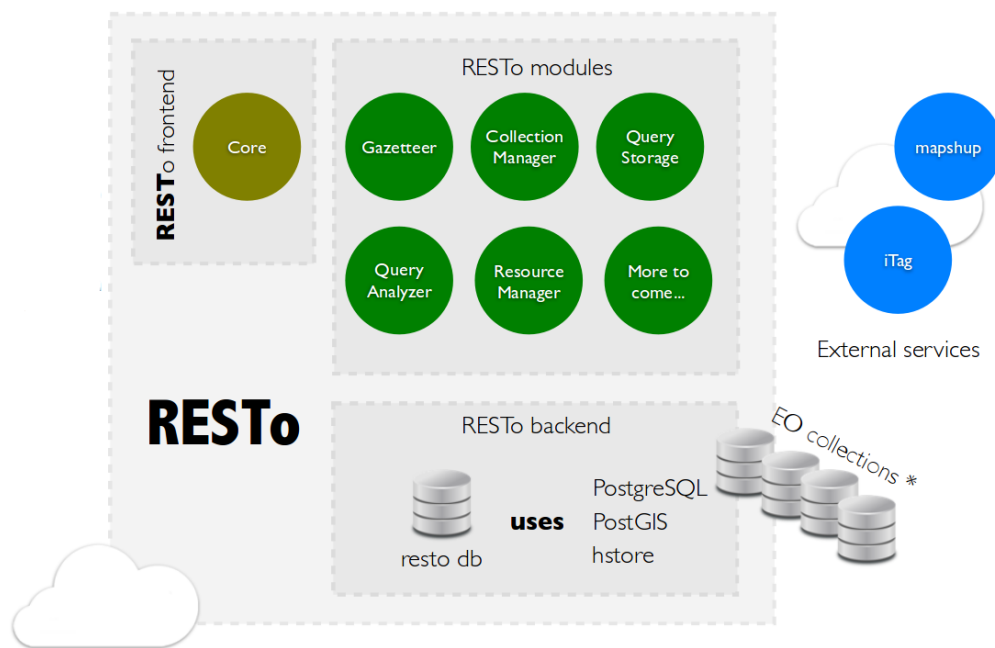 RESTo frontend
Core
RESTo modules
Gazetteer
Collection
Manager
Query
Storage
Query
Analyzer
Resource
Manager
More to
come...
mapshup
iTag
External services
RESTo
RESTo backend
resto db
uses
PostgreSQL
PostGIS
hstore
EO collections *